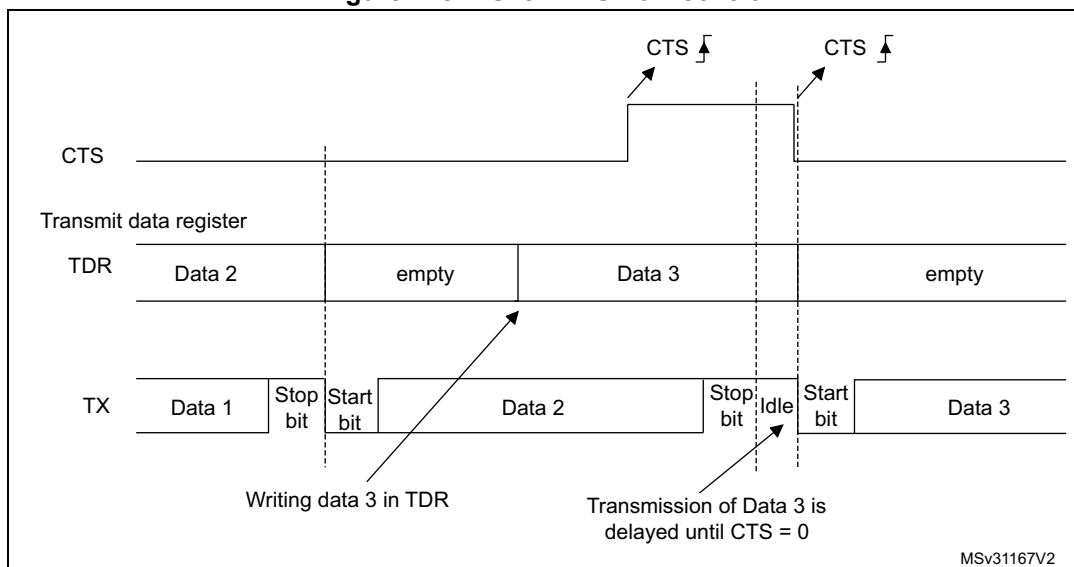 CTS CTS
CTS
Transmit data register
TDR Data 2 empty Data 3 empty
TX Data 1 Stop bit Start bit Data 2 Stop bit Idle Start bit Data 3
Writing data 3 in TDR
Transmission of Data 3 is
delayed until CTS = 0
MSv31167V2